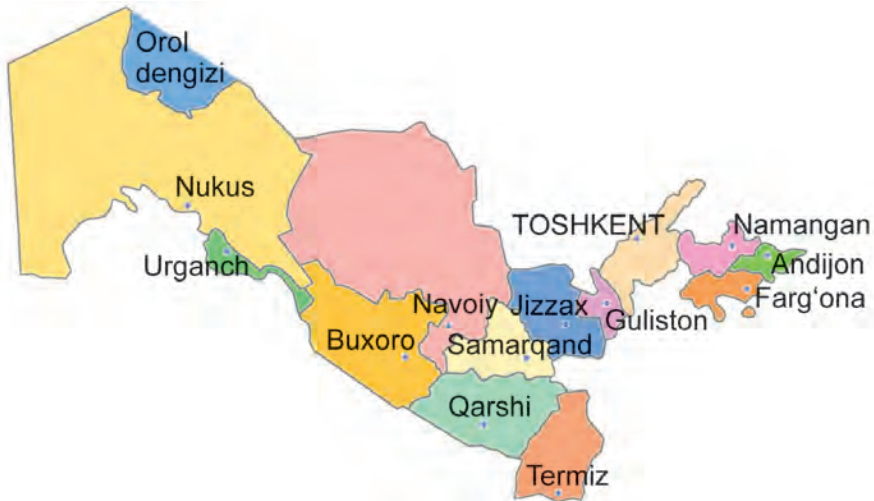 Orol
dengizi
Nukus
Urganch
TOSHKENT
Namangan
Andijon
Farg‘ona
Navoiy
Jizzax
Guliston
Buxoro
Samarqand
Qarshi
Termiz